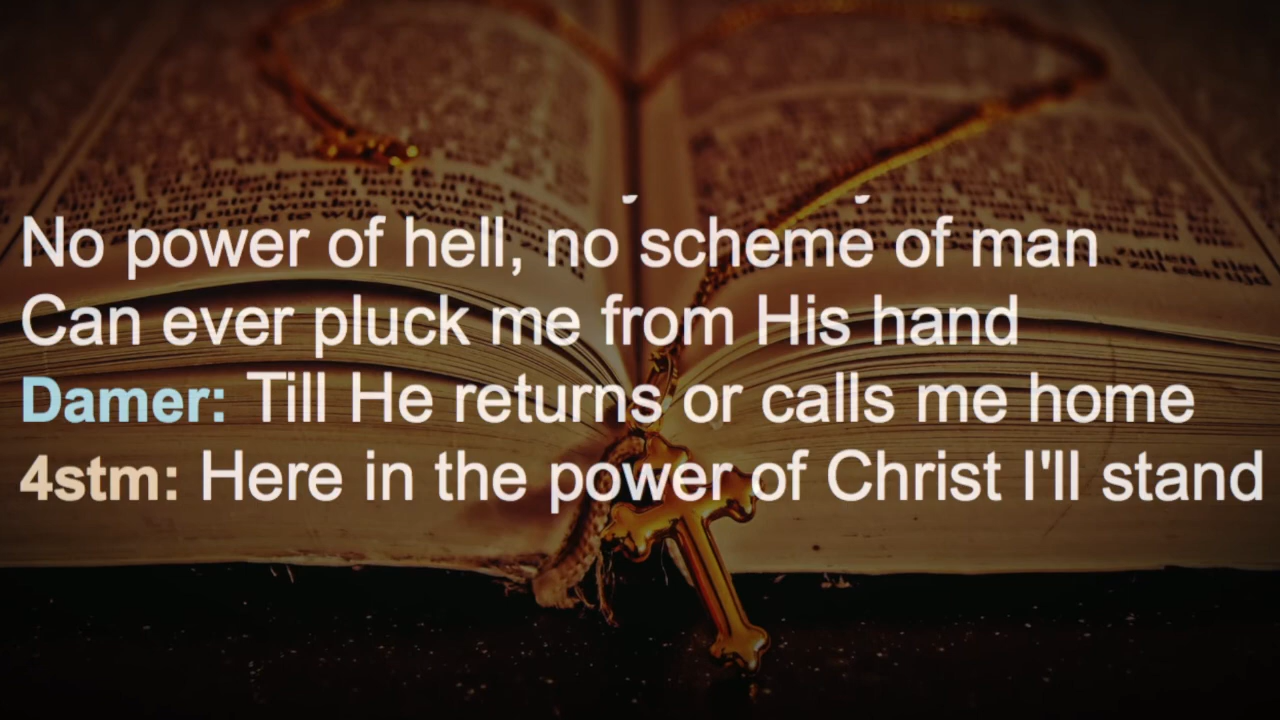 No power of hell, no scheme of man
Can ever pluck me from His hand
Damer: Till He returns or calls me home
4stm: Here in the power of Christ I'll stand